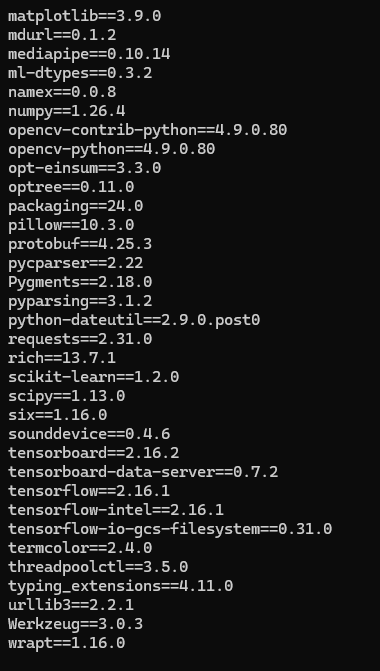 matplotlib==3.9.0
mdurl==0.1.2
mediapipe==0.10.14
ml-dtypes==0.3.2
namex==0.0.8
numpy==1.26.4
opencv-contrib-python==4.9.0.80
opencv-python==4.9.0.80
opt-einsum==3.3.0
optree==0.11.0
packaging==24.0
pillow==10.3.0
protobuf==4.25.3
pycparser==2.22
Pygments==2.18.0
pyparsing==3.1.2
python-dateutil==2.9.0.post0
requests==2.31.0
rich==13.7.1
scikit-learn==1.2.0
scipy==1.13.0
six==1.16.0
sounddevice==0.4.6
tensorboard==2.16.2
tensorboard-data-server==0.7.2
tensorflow==2.16.1
tensorflow-intel==2.16.1
tensorflow-io-gcs-filesystem==0.31.0
termcolor==2.4.0
threadpoolctl==3.5.0
typing_extensions==4.11.0
urllib3==2.2.1
Werkzeug==3.0.3
wrapt==1.16.0